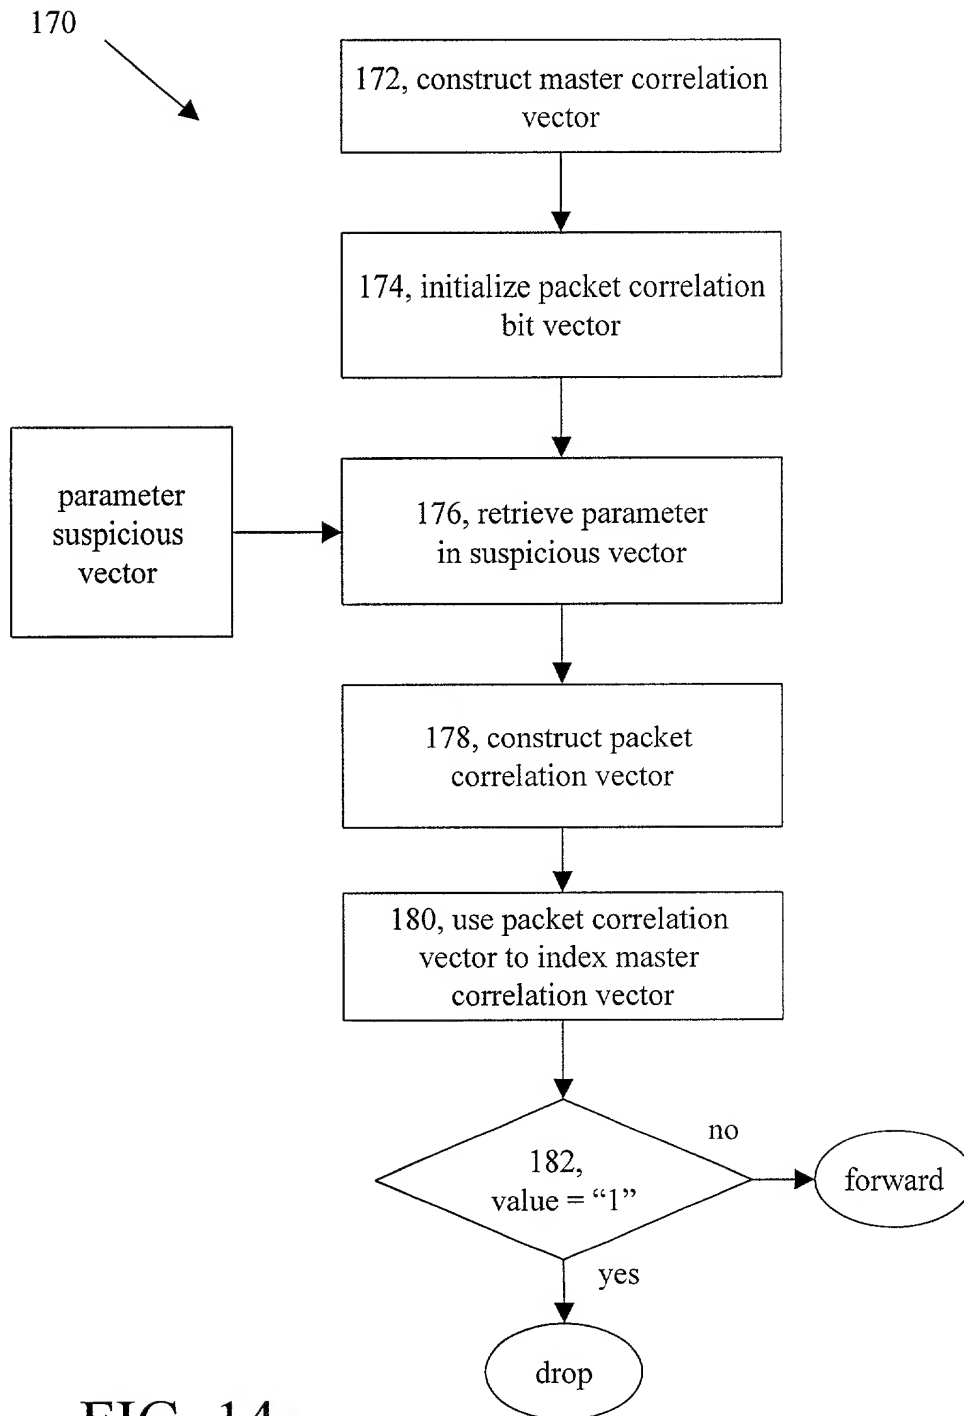 170
172, construct master correlation
vector
174, initialize packet correlation
bit vector
parameter
suspicious
vector
176, retrieve parameter
in suspicious vector
178, construct packet
correlation vector
180, use packet correlation
vector to index master
correlation vector
182,
value = “1”
no
forward
yes
drop
FIG. 14